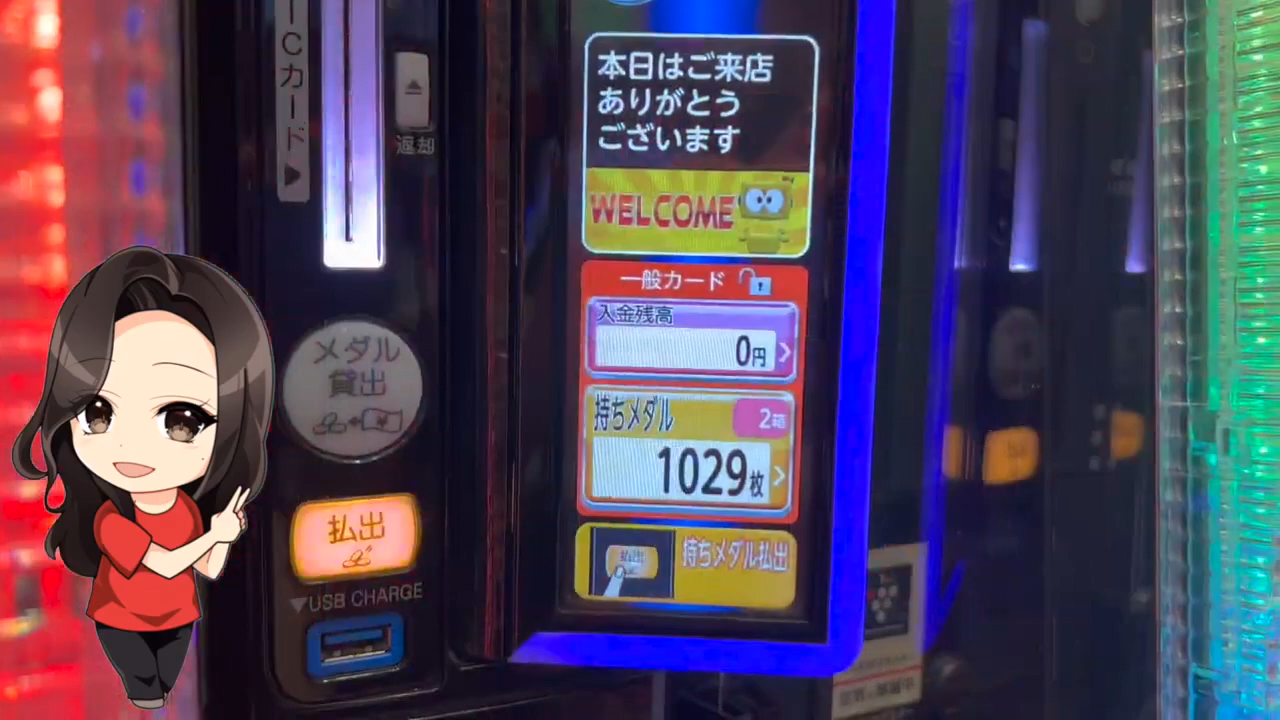 ICカード▶
返却
メダル
貸出
払出
▼USB CHARGE
本日はご来店
ありがとう
ございます
WELCOME
一般カード
入金残高
0円
持ちメダル
2箱
1029枚
払出
持ちメダル払出